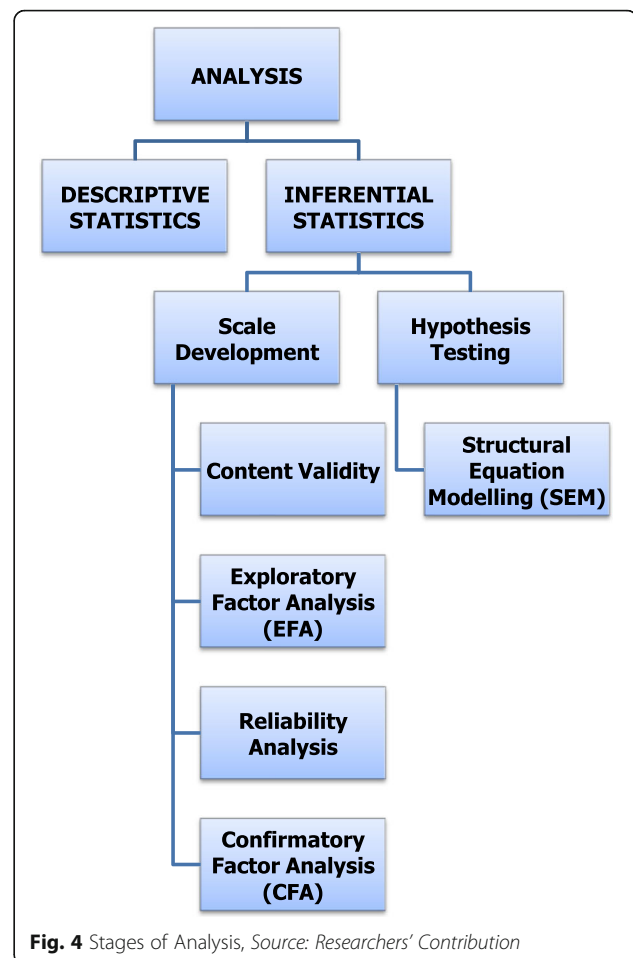 ANALYSIS
DESCRIPTIVE
STATISTICS
INFERENTIAL
STATISTICS
Scale
Development
Hypothesis
Testing
Content Validity
Structural
Equation
Modelling (SEM)
Exploratory
Factor Analysis
(EFA)
Reliability
Analysis
Confirmatory
Factor Analysis
(CFA)
Fig. 4 Stages of Analysis, Source: Researchers' Contribution